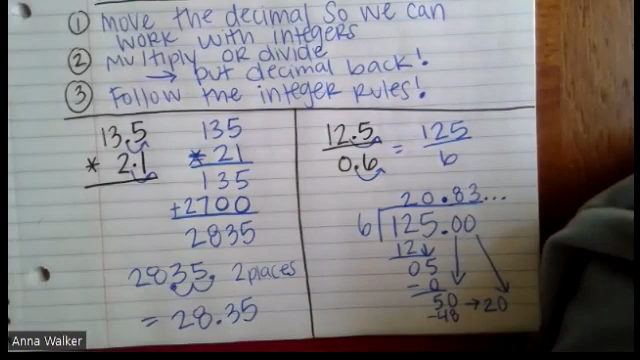 ① Move the decimal so we can
work with integers
② Multiply OR divide
→ put decimal back!
③ Follow the integer rules!
13.5
* 2.1
135
* 21
135
+2700
2835
2835. 2 places
= 28.35
12.5 / 0.6 = 125 / 6
20.83...
6 125.00
12
05
-0
50 → 20
-48
Anna Walker